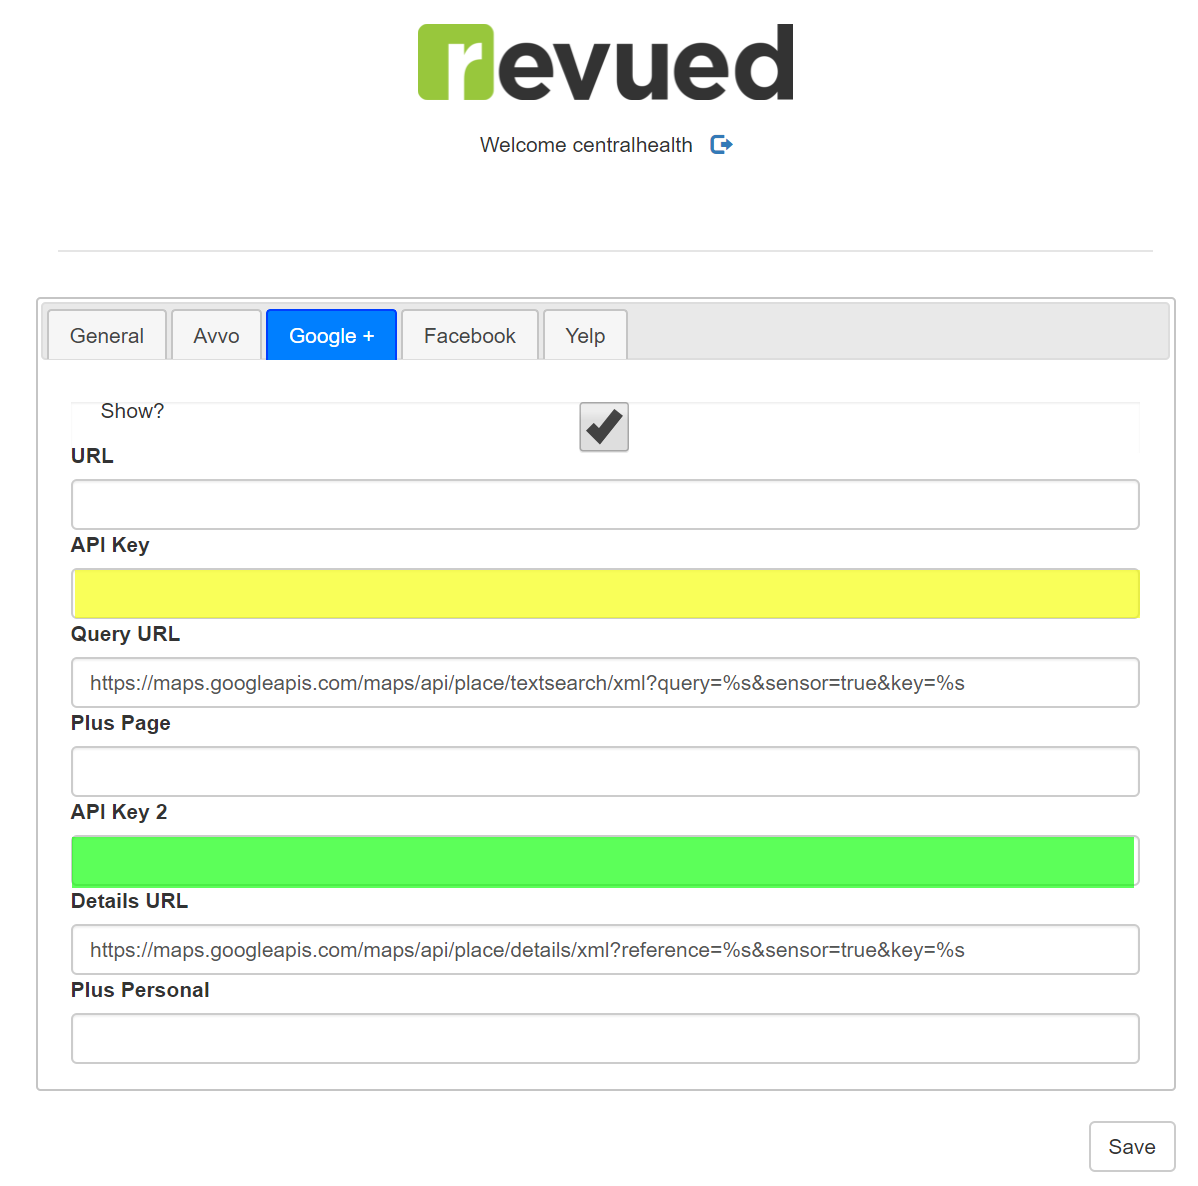 revued
Welcome centralhealth
General Avvo Google + Facebook Yelp
Show?
URL
API Key
Query URL
https://maps.googleapis.com/maps/api/place/textsearch/xml?query=%s&sensor=true&key=%s
Plus Page
API Key 2
Details URL
https://maps.googleapis.com/maps/api/place/details/xml?reference=%s&sensor=true&key=%s
Plus Personal
Save